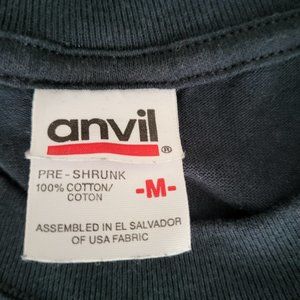 anvil®
PRE-SHRUNK
100% COTTON/
COTON
-M-
ASSEMBLED IN EL SALVADOR
OF USA FABRIC